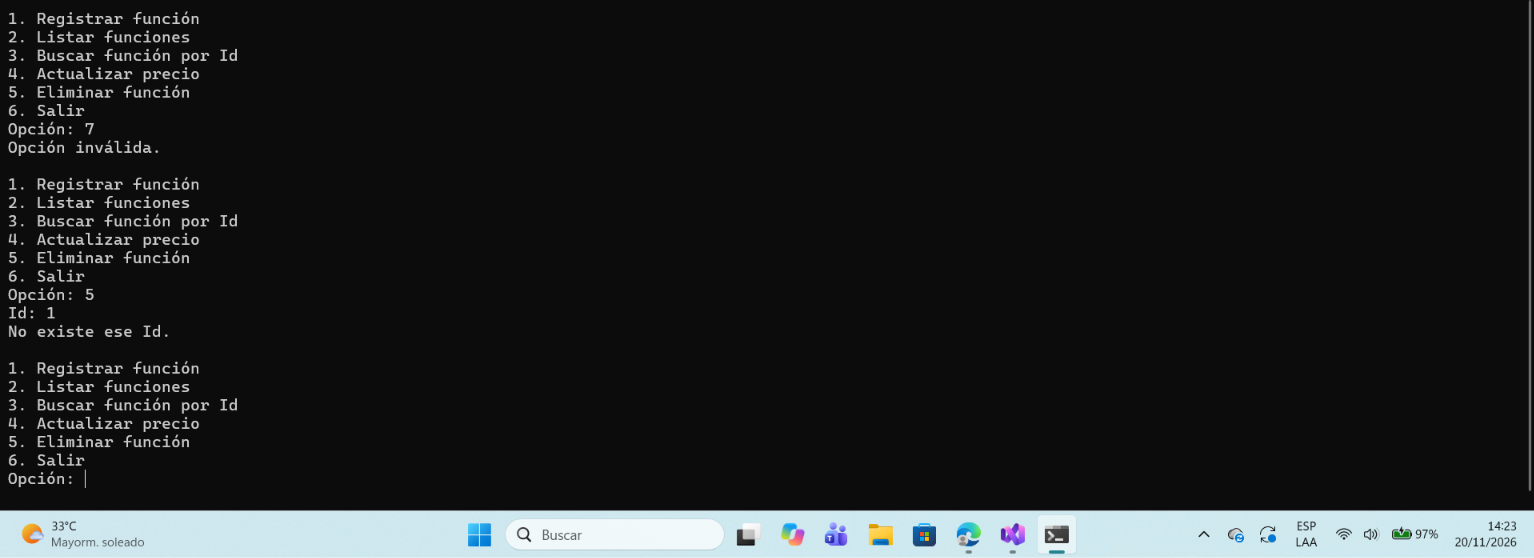 1. Registrar función
2. Listar funciones
3. Buscar función por Id
4. Actualizar precio
5. Eliminar función
6. Salir
Opción: 7
Opción inválida.
1. Registrar función
2. Listar funciones
3. Buscar función por Id
4. Actualizar precio
5. Eliminar función
6. Salir
Opción: 5
Id: 1
No existe ese Id.
1. Registrar función
2. Listar funciones
3. Buscar función por Id
4. Actualizar precio
5. Eliminar función
6. Salir
Opción:
33°C
Mayorm. soleado
Buscar
ESP
LAA
97%
14:23
20/11/2026